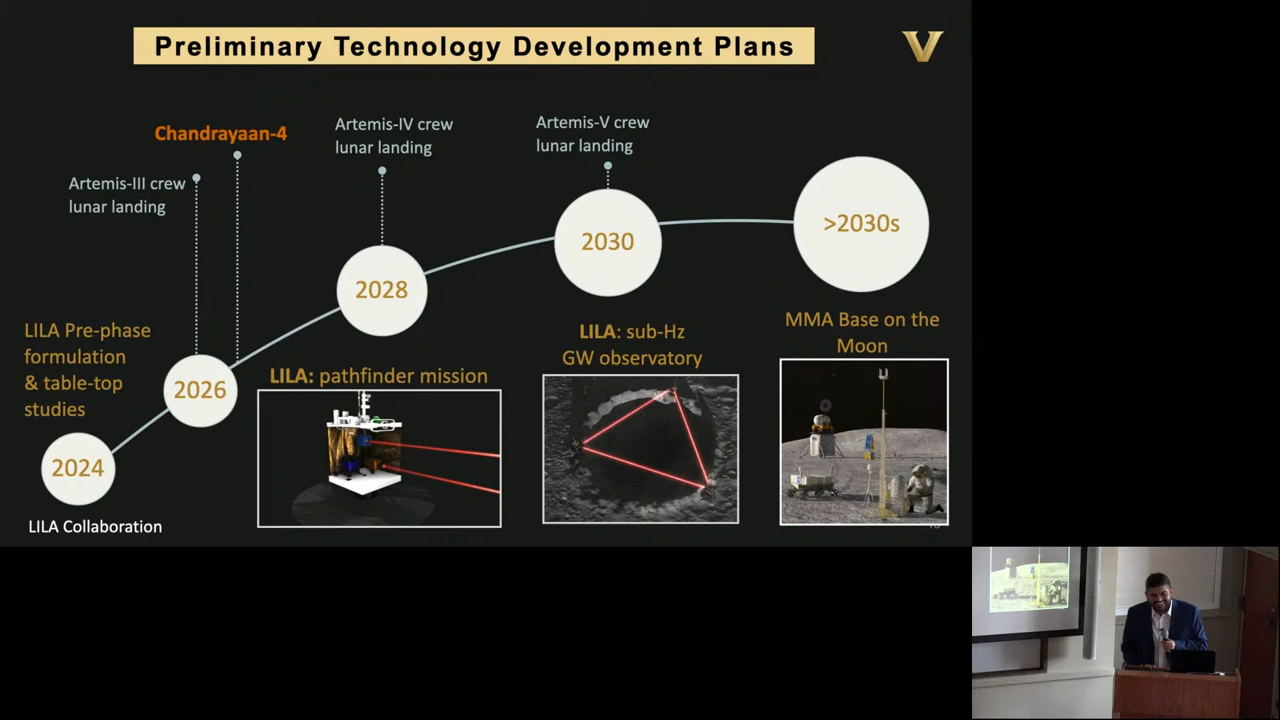 Preliminary Technology Development Plans
V
Chandrayaan-4
Artemis-III crew
lunar landing
Artemis-IV crew
lunar landing
Artemis-V crew
lunar landing
2024
2026
2028
2030
>2030s
LILA Pre-phase
formulation
& table-top
studies
LILA Collaboration
LILA: pathfinder mission
LILA: sub-Hz
GW observatory
MMA Base on the
Moon